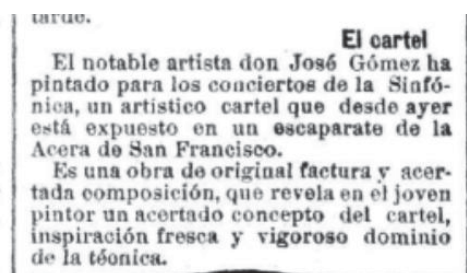 tarde.
El cartel
El notable artista don José Gómez ha
pintado para los conciertos de la Sinfó-
nica, un artístico cartel que desde ayer
está expuesto en un escaparate de la
Acera de San Francisco.
Es una obra de original factura y acer-
tada composición, que revela en el joven
pintor un acertado concepto del cartel,
inspiración fresca y vigoroso dominio
de la técnica.